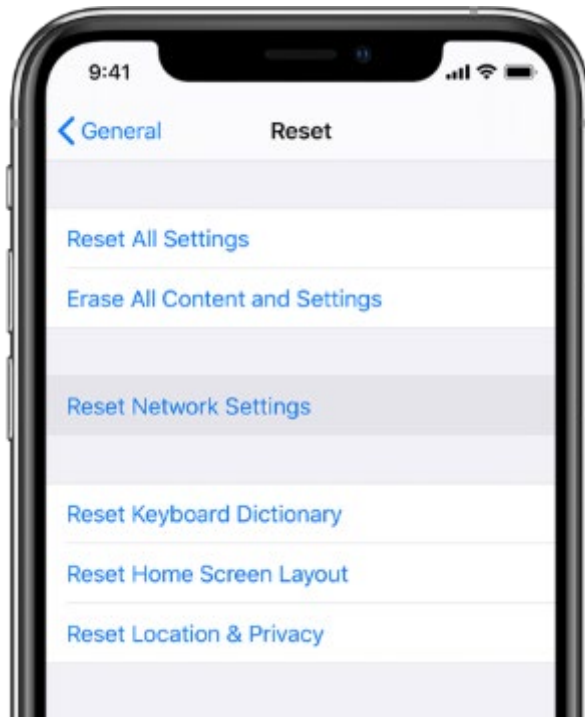 9:41
General
Reset
Reset All Settings
Erase All Content and Settings
Reset Network Settings
Reset Keyboard Dictionary
Reset Home Screen Layout
Reset Location & Privacy